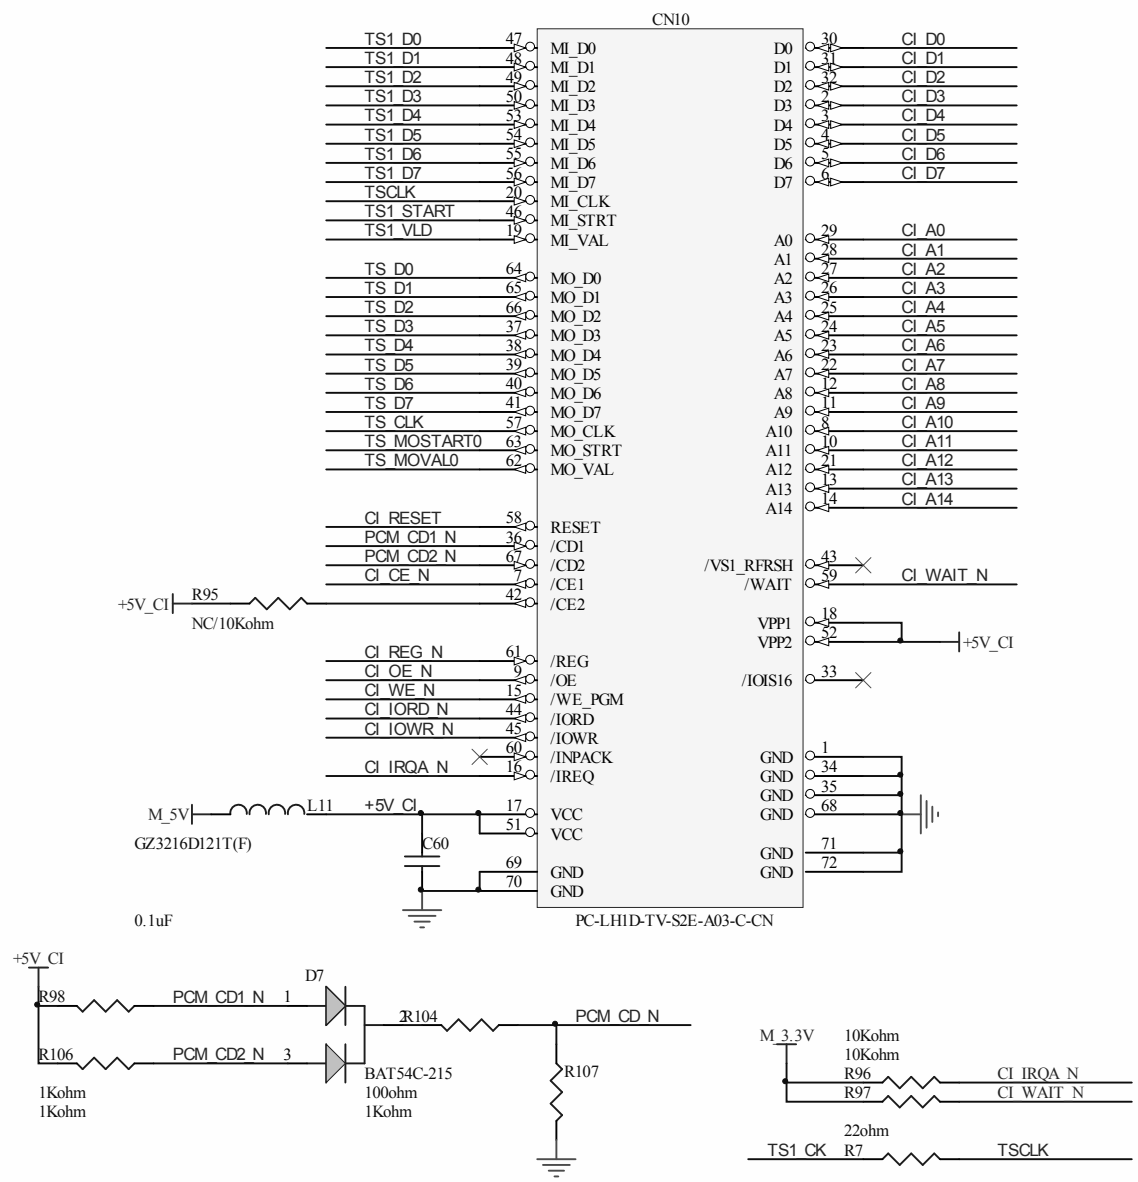 CN10
TS1_D0 47 MI_D0 D0 30 CI_D0
TS1_D1 48 MI_D1 D1 31 CI_D1
TS1_D2 49 MI_D2 D2 32 CI_D2
TS1_D3 50 MI_D3 D3 2 CI_D3
TS1_D4 53 MI_D4 D4 3 CI_D4
TS1_D5 54 MI_D5 D5 4 CI_D5
TS1_D6 55 MI_D6 D6 5 CI_D6
TS1_D7 56 MI_D7 D7 6 CI_D7
TSCLK 20 MI_CLK
TS1_START 46 MI_STRT
TS1_VLD 19 MI_VAL A0 29 CI_A0
A1 28 CI_A1
TS_D0 64 MO_D0 A2 27 CI_A2
TS_D1 65 MO_D1 A3 26 CI_A3
TS_D2 66 MO_D2 A4 25 CI_A4
TS_D3 37 MO_D3 A5 24 CI_A5
TS_D4 38 MO_D4 A6 23 CI_A6
TS_D5 39 MO_D5 A7 22 CI_A7
TS_D6 40 MO_D6 A8 12 CI_A8
TS_D7 41 MO_D7 A9 11 CI_A9
TS_CLK 57 MO_CLK A10 8 CI_A10
TS_MOSTART0 63 MO_STRT A11 10 CI_A11
TS_MOVAL0 62 MO_VAL A12 21 CI_A12
A13 13 CI_A13
A14 14 CI_A14
CI_RESET 58 RESET
PCM_CD1_N 36 /CD1
PCM_CD2_N 67 /CD2 /VS1_RFRSH 43
CI_CE_N 7 /CE1 /WAIT 59 CI_WAIT_N
+5V_CI R95 42 /CE2
NC/10Kohm VPP1 18
VPP2 52 +5V_CI
CI_REG_N 61 /REG
CI_OE_N 9 /OE /IOIS16 33
CI_WE_N 15 /WE_PGM
CI_IORD_N 44 /IORD
CI_IOWR_N 45 /IOWR
60 /INPACK GND 1
CI_IRQA_N 16 /IREQ GND 34
GND 35
M_5V L11 +5V_CI 17 VCC GND 68
GZ3216D121T(F) 51 VCC
C60 GND 71
69 GND GND 72
70 GND
0.1uF PC-LH1D-TV-S2E-A03-C-CN
+5V_CI
D7
R98 PCM_CD1_N 1
2 R104 PCM_CD_N
R106 PCM_CD2_N 3
R107
1Kohm BAT54C-215
1Kohm 100ohm
1Kohm
M_3.3V 10Kohm
10Kohm
R96 CI_IRQA_N
R97 CI_WAIT_N
22ohm
TS1_CK R7 TSCLK